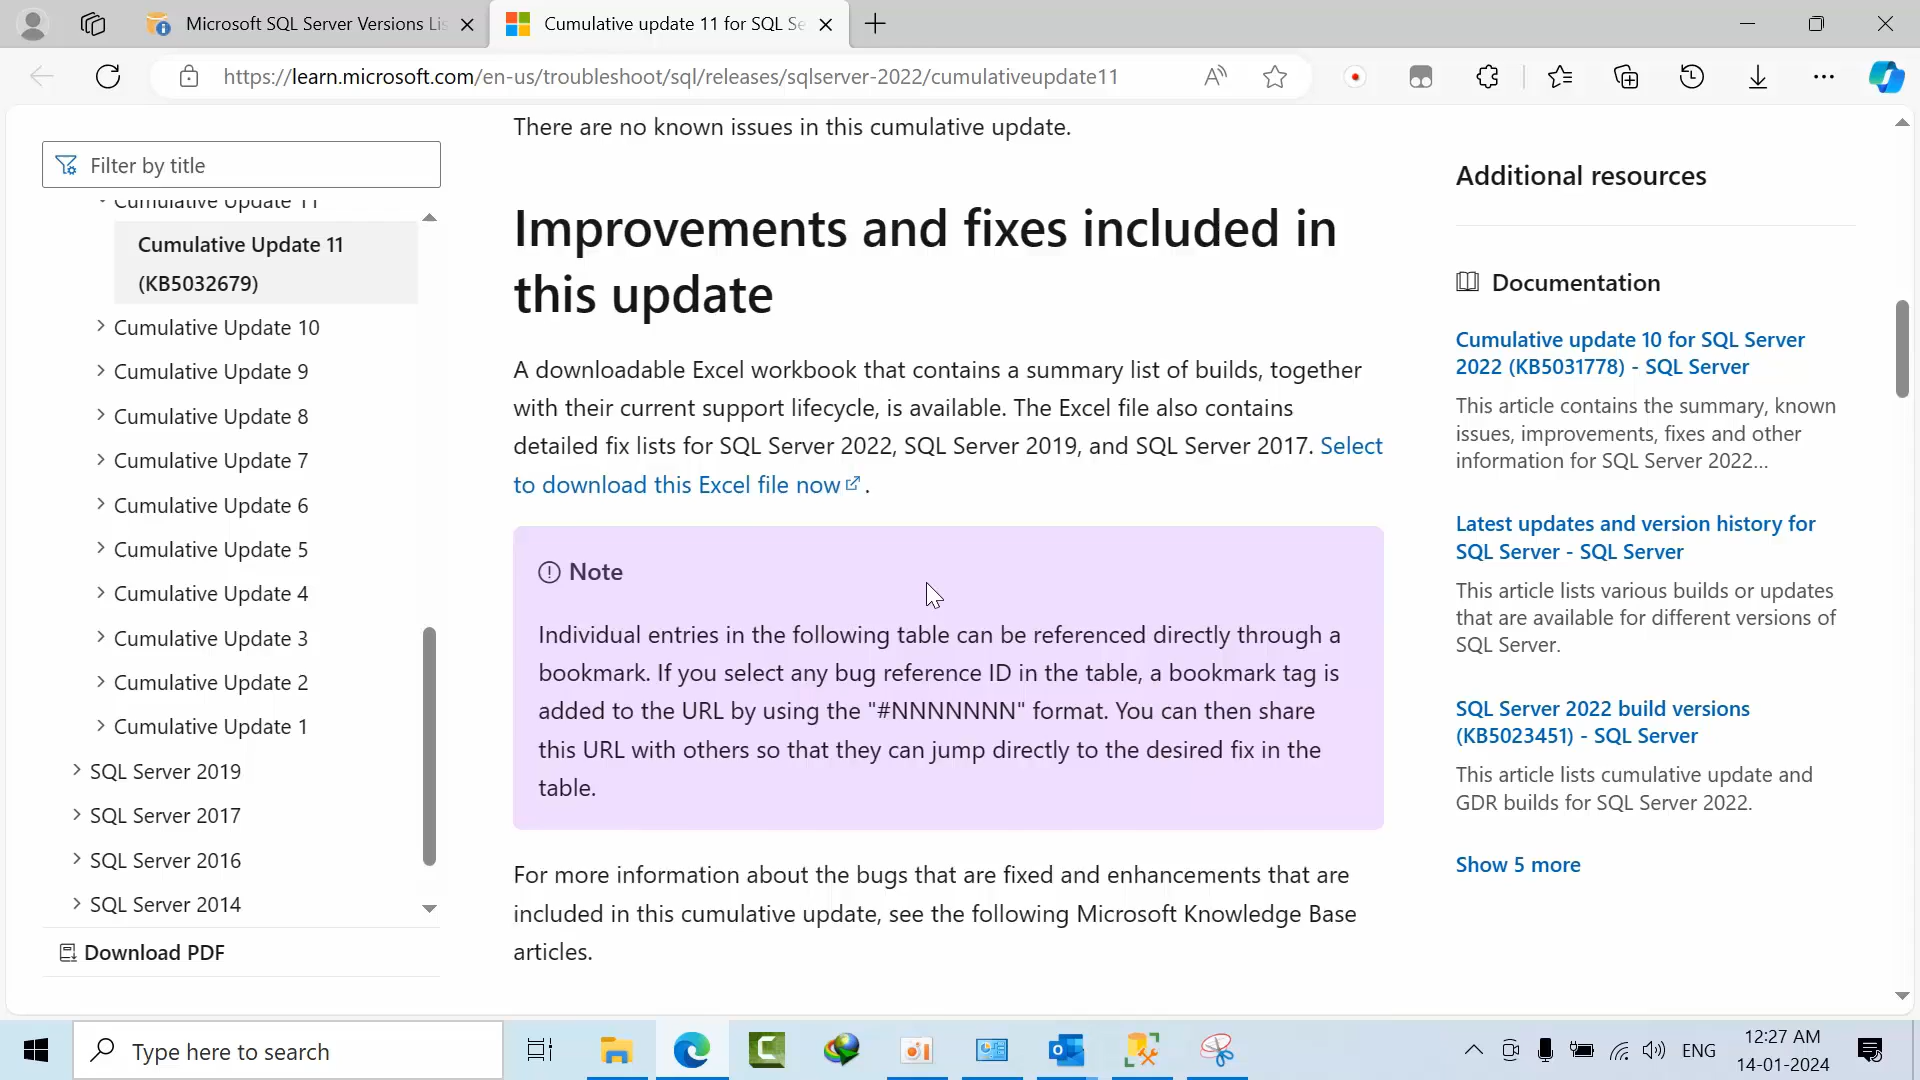 Microsoft SQL Server Versions Lis
Cumulative update 11 for SQL Se
https://learn.microsoft.com/en-us/troubleshoot/sql/releases/sqlserver-2022/cumulativeupdate11
Filter by title
Cumulative Update 11
Cumulative Update 11
(KB5032679)
Cumulative Update 10
Cumulative Update 9
Cumulative Update 8
Cumulative Update 7
Cumulative Update 6
Cumulative Update 5
Cumulative Update 4
Cumulative Update 3
Cumulative Update 2
Cumulative Update 1
SQL Server 2019
SQL Server 2017
SQL Server 2016
SQL Server 2014
Download PDF
There are no known issues in this cumulative update.
Improvements and fixes included in
this update
A downloadable Excel workbook that contains a summary list of builds, together
with their current support lifecycle, is available. The Excel file also contains
detailed fix lists for SQL Server 2022, SQL Server 2019, and SQL Server 2017. Select
to download this Excel file now .
Note
Individual entries in the following table can be referenced directly through a
bookmark. If you select any bug reference ID in the table, a bookmark tag is
added to the URL by using the "#NNNNNNN" format. You can then share
this URL with others so that they can jump directly to the desired fix in the
table.
For more information about the bugs that are fixed and enhancements that are
included in this cumulative update, see the following Microsoft Knowledge Base
articles.
Additional resources
Documentation
Cumulative update 10 for SQL Server
2022 (KB5031778) - SQL Server
This article contains the summary, known
issues, improvements, fixes and other
information for SQL Server 2022...
Latest updates and version history for
SQL Server - SQL Server
This article lists various builds or updates
that are available for different versions of
SQL Server.
SQL Server 2022 build versions
(KB5023451) - SQL Server
This article lists cumulative update and
GDR builds for SQL Server 2022.
Show 5 more
Type here to search
ENG
12:27 AM
14-01-2024